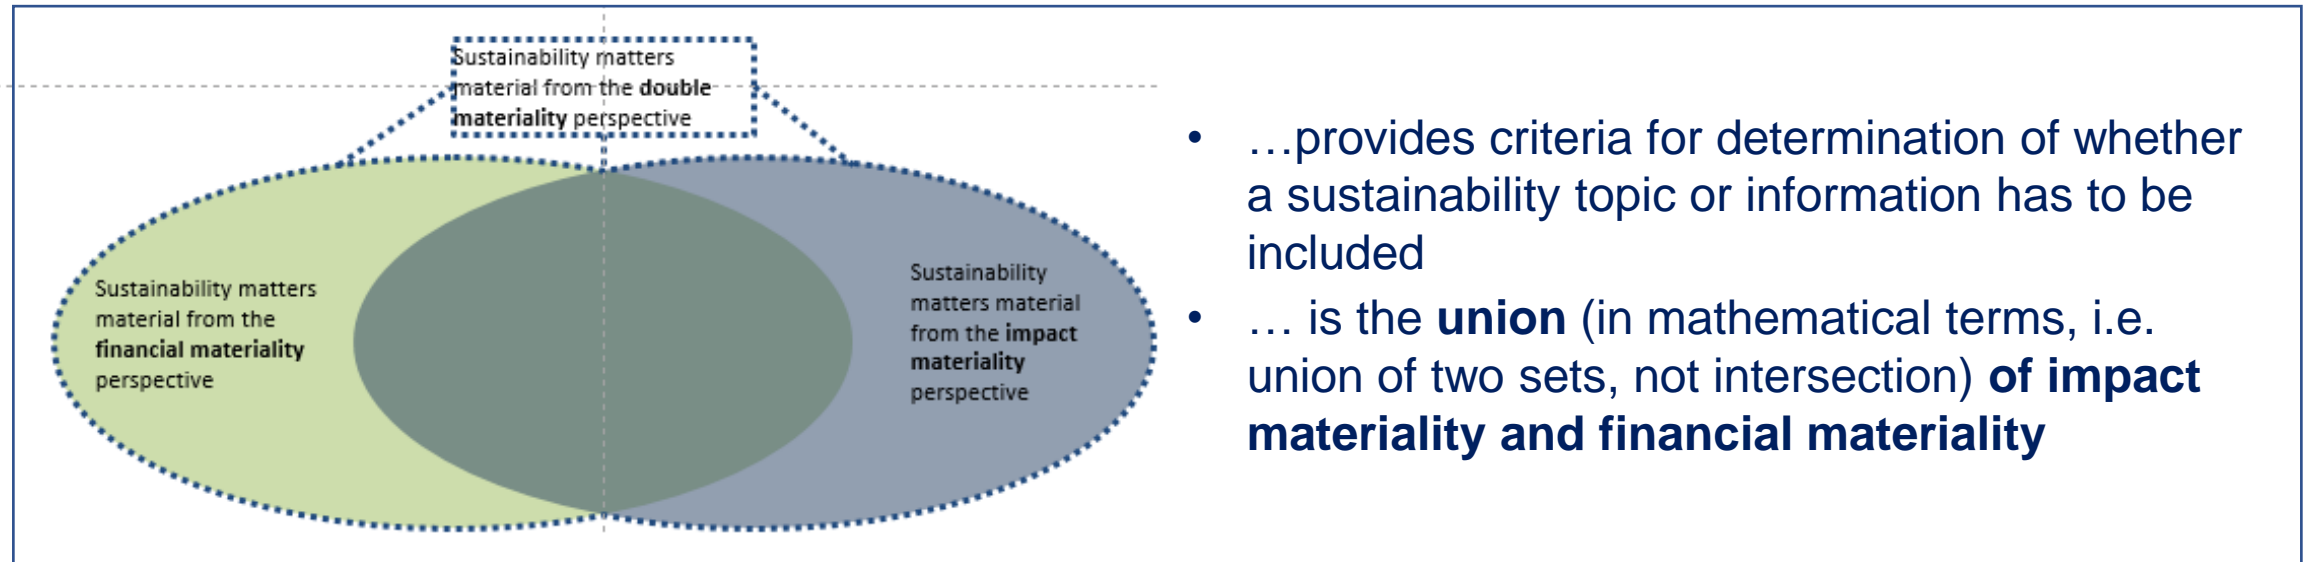 Sustainability matters
material from the double
materiality perspective
Sustainability matters
material from the
financial materiality
perspective
Sustainability
matters material
from the impact
materiality
perspective
• …provides criteria for determination of whether
a sustainability topic or information has to be
included
• … is the union (in mathematical terms, i.e.
union of two sets, not intersection) of impact
materiality and financial materiality